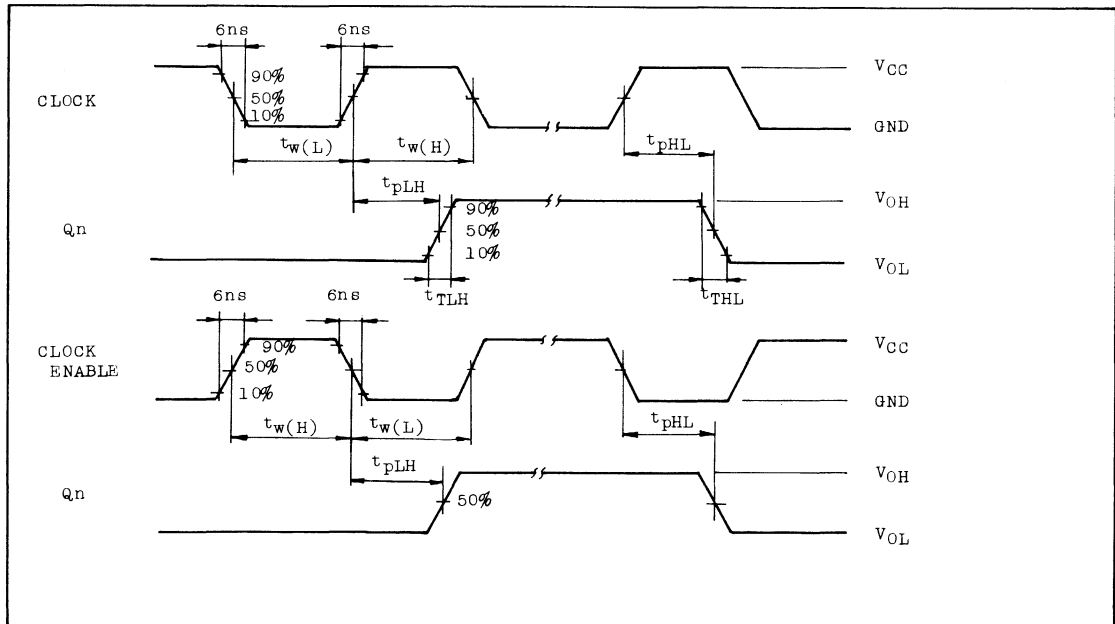 6ns 6ns
90%
CLOCK 50%
10%
VCC
GND
tw(L) tw(H) tpHL
tpLH
Qn 90%
50%
10%
VOH
VOL
tTLH tTHL
6ns 6ns
CLOCK
ENABLE
90%
50%
10%
VCC
GND
tw(H) tw(L) tpHL
tpLH
Qn 50%
VOH
VOL